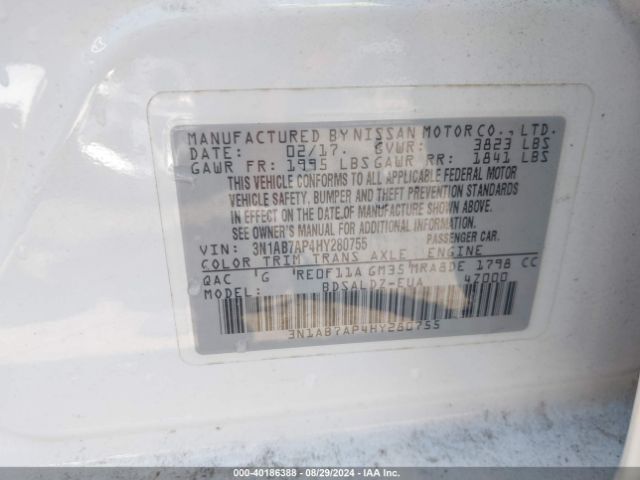 MANUFACTURED BY NISSAN MOTOR CO., LTD.
DATE: 02/17. GVWR: 3823 LBS
GAWR FR: 1995 LBS GAWR RR: 1841 LBS
THIS VEHICLE CONFORMS TO ALL APPLICABLE FEDERAL MOTOR
VEHICLE SAFETY, BUMPER AND THEFT PREVENTION STANDARDS
IN EFFECT ON THE DATE OF MANUFACTURE SHOWN ABOVE.
SEE OWNER'S MANUAL FOR ADDITIONAL INFORMATION.
VIN: 3N1AB7AP4HY280755 PASSENGER CAR.
COLOR TRIM TRANS AXLE ENGINE
QAC 'G 'RE0F11A GM35 MRA8DE 1798 CC
MODEL: BDSALDZ-EUA 4Z000
3N1AB7AP4HY280755
©COPYRIGHT 40-40186388 - 08/29/2024 - IAA Inc.